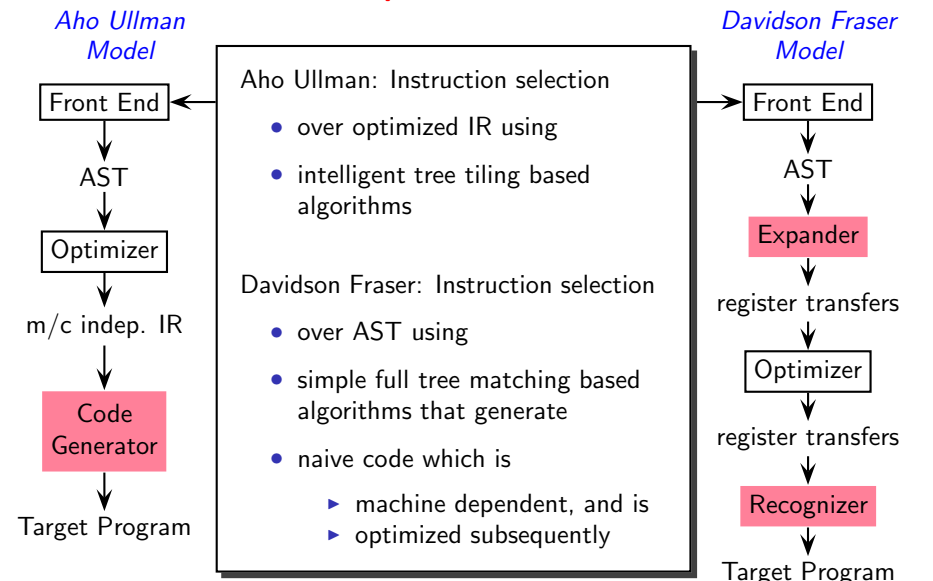 Aho Ullman
Model
Front End
AST
Optimizer
m/c indep. IR
Code
Generator
Target Program
Aho Ullman: Instruction selection
• over optimized IR using
• intelligent tree tiling based
algorithms
Davidson Fraser: Instruction selection
• over AST using
• simple full tree matching based
algorithms that generate
• naive code which is
▶ machine dependent, and is
▶ optimized subsequently
Davidson Fraser
Model
Front End
AST
Expander
register transfers
Optimizer
register transfers
Recognizer
Target Program